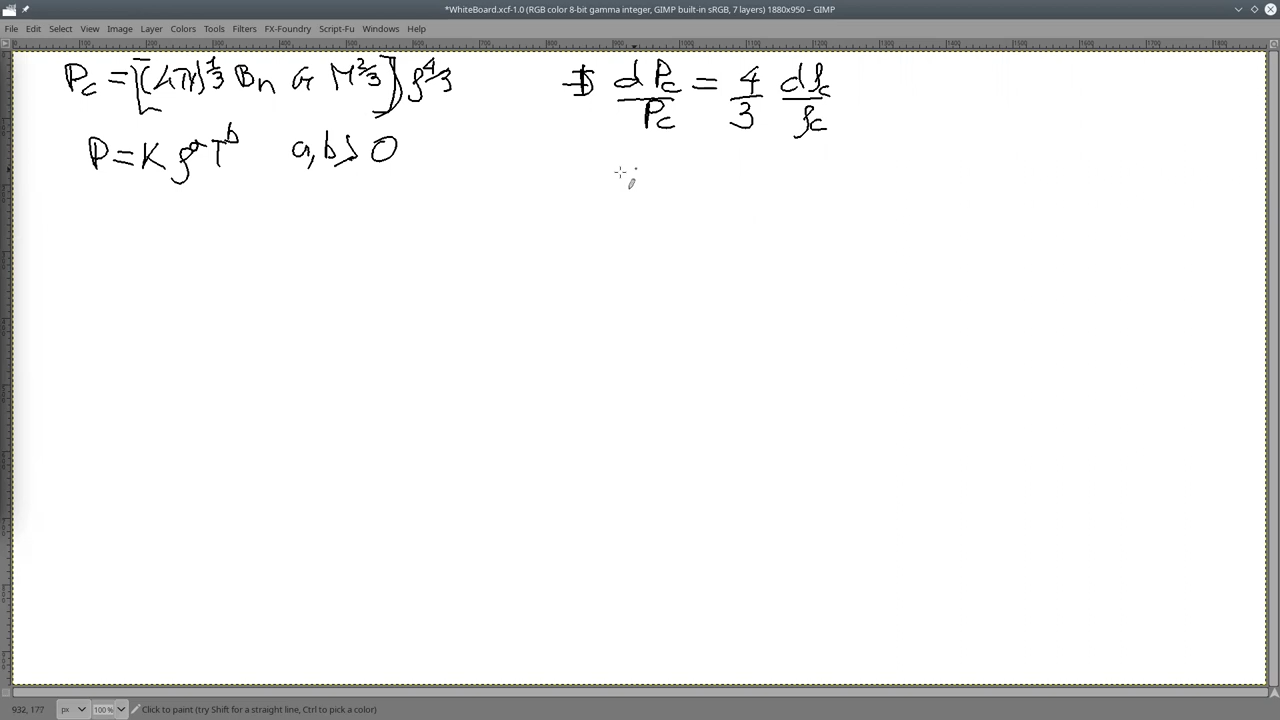 *WhiteBoard.xcf-1.0 (RGB color 8-bit gamma integer, GIMP built-in sRGB, 7 layers) 1880x950 – GIMP
File Edit Select View Image Layer Colors Tools Filters FX-Foundry Script-Fu Windows Help
P_c = [(4π)^{1/3} B_n G M^{2/3}] ρ^{4/3} ⇒ dP_c/P_c = 4/3 dρ_c/ρ_c
P = K ρ^a T^b a, b > 0
932, 177 px 100% Click to paint (try Shift for a straight line, Ctrl to pick a color)